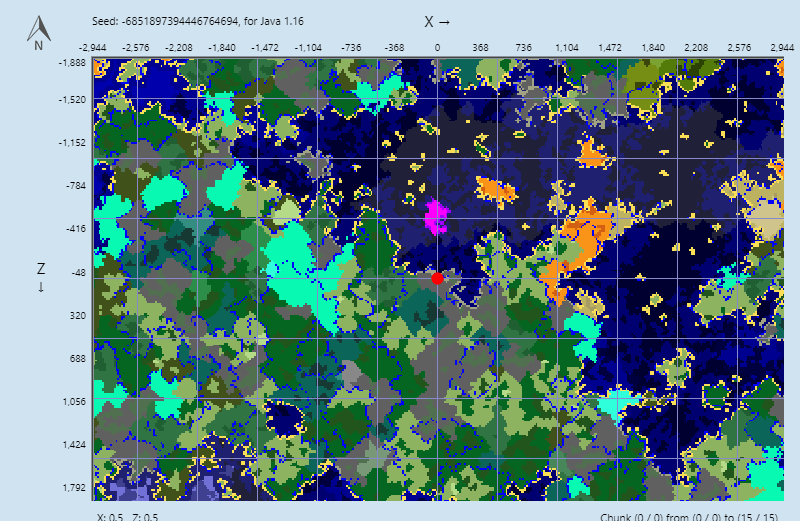 Seed: -6851897394446764694, for Java 1.16
X →
N
-2,944 -2,576 -2,208 -1,840 -1,472 -1,104 -736 -368 0 368 736 1,104 1,472 1,840 2,208 2,576 2,944
-1.888
-1,520
-1,152
-784
-416
Z
↓
-48
320
688
1.056
1,424
1,792
X: 0.5 Z: 0.5
Chunk (0 / 0) from (0 / 0) to (15 / 15)